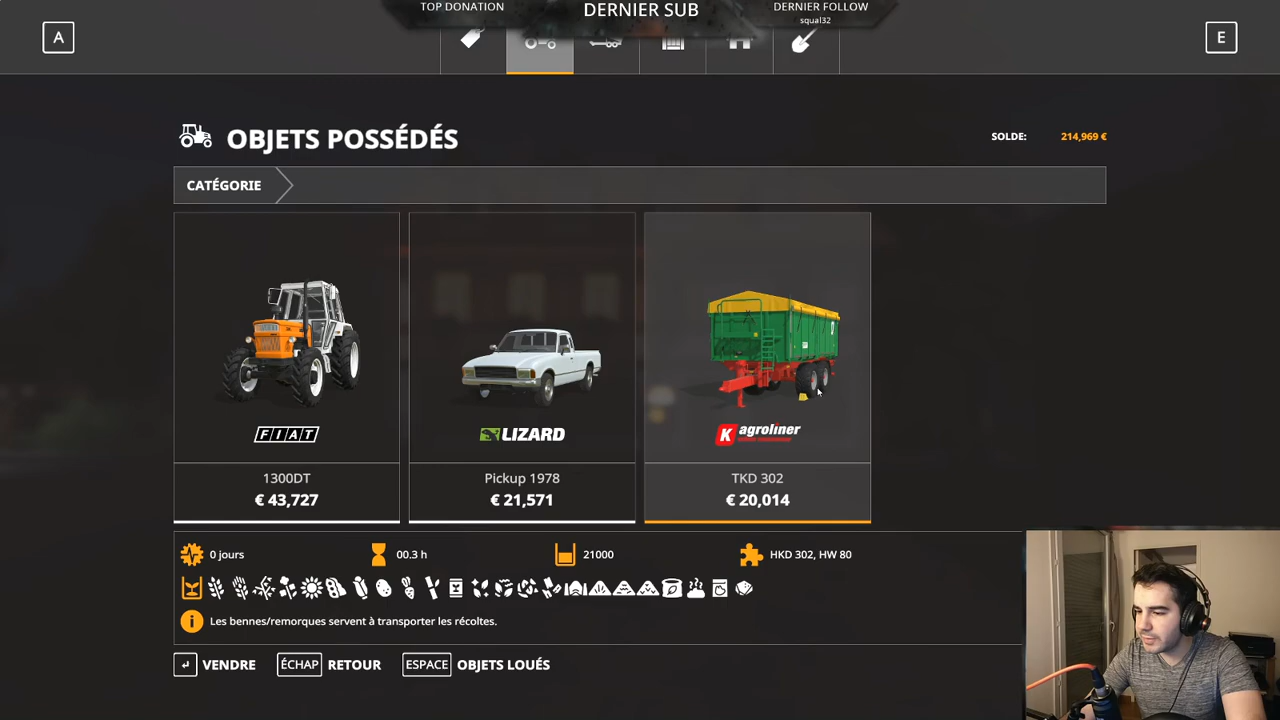 TOP DONATION
DERNIER SUB
DERNIER FOLLOW
squal32
A
E
OBJETS POSSÉDÉS
SOLDE: 214,969 €
CATÉGORIE
FIAT
LIZARD
K agroliner
1300DT
Pickup 1978
TKD 302
€ 43,727
€ 21,571
€ 20,014
0 jours
00.3 h
21000
HKD 302, HW 80
Les bennes/remorques servent à transporter les récoltes.
VENDRE
ÉCHAP RETOUR
ESPACE OBJETS LOUÉS